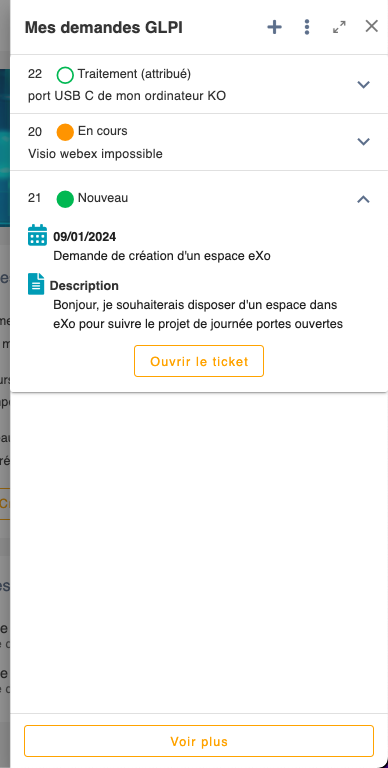 Mes demandes GLPI
22 Traitement (attribué)
port USB C de mon ordinateur KO
20 En cours
Visio webex impossible
21 Nouveau
09/01/2024
Demande de création d'un espace eXo
Description
Bonjour, je souhaiterais disposer d'un espace dans
eXo pour suivre le projet de journée portes ouvertes
Ouvrir le ticket
Voir plus